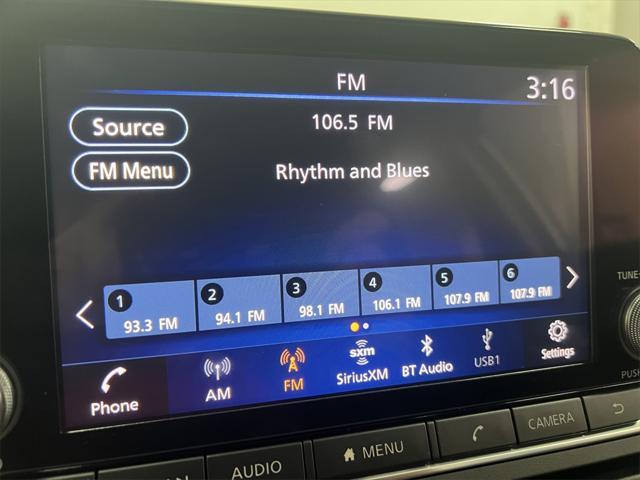 FM
3:16
Source
106.5 FM
FM Menu
Rhythm and Blues
1
93.3 FM
2
94.1 FM
3
98.1 FM
4
106.1 FM
5
107.9 FM
6
107.9 FM
Phone
AM
FM
sxm
SiriusXM
BT Audio
USB1
Settings
TUNE
PUSH
AUDIO
MENU
CAMERA